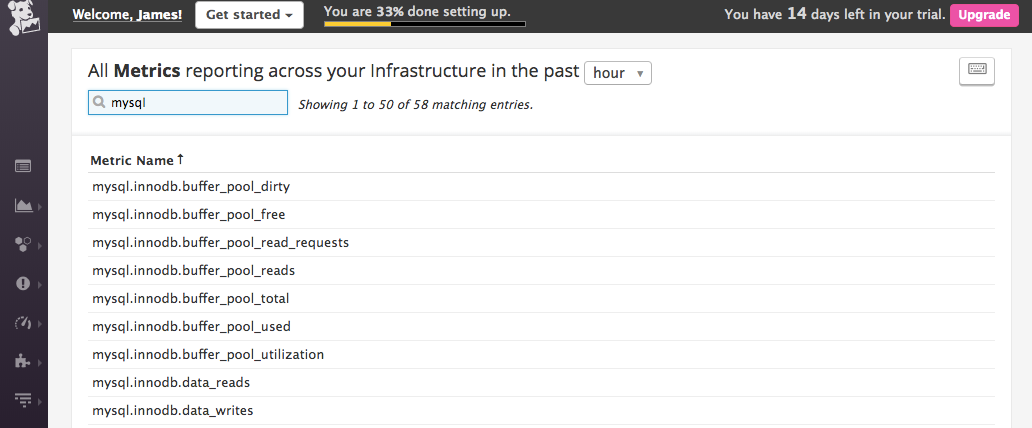 Welcome, James!
Get started
You are 33% done setting up.
You have 14 days left in your trial.
Upgrade
All Metrics reporting across your Infrastructure in the past hour
mysql
Showing 1 to 50 of 58 matching entries.
Metric Name↑
mysql.innodb.buffer_pool_dirty
mysql.innodb.buffer_pool_free
mysql.innodb.buffer_pool_read_requests
mysql.innodb.buffer_pool_reads
mysql.innodb.buffer_pool_total
mysql.innodb.buffer_pool_used
mysql.innodb.buffer_pool_utilization
mysql.innodb.data_reads
mysql.innodb.data_writes